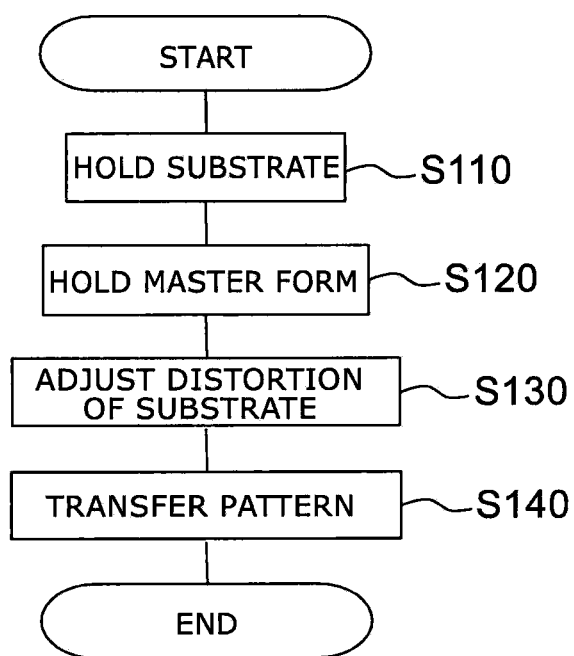 START
HOLD SUBSTRATE S110
HOLD MASTER FORM S120
ADJUST DISTORTION
OF SUBSTRATE S130
TRANSFER PATTERN S140
END